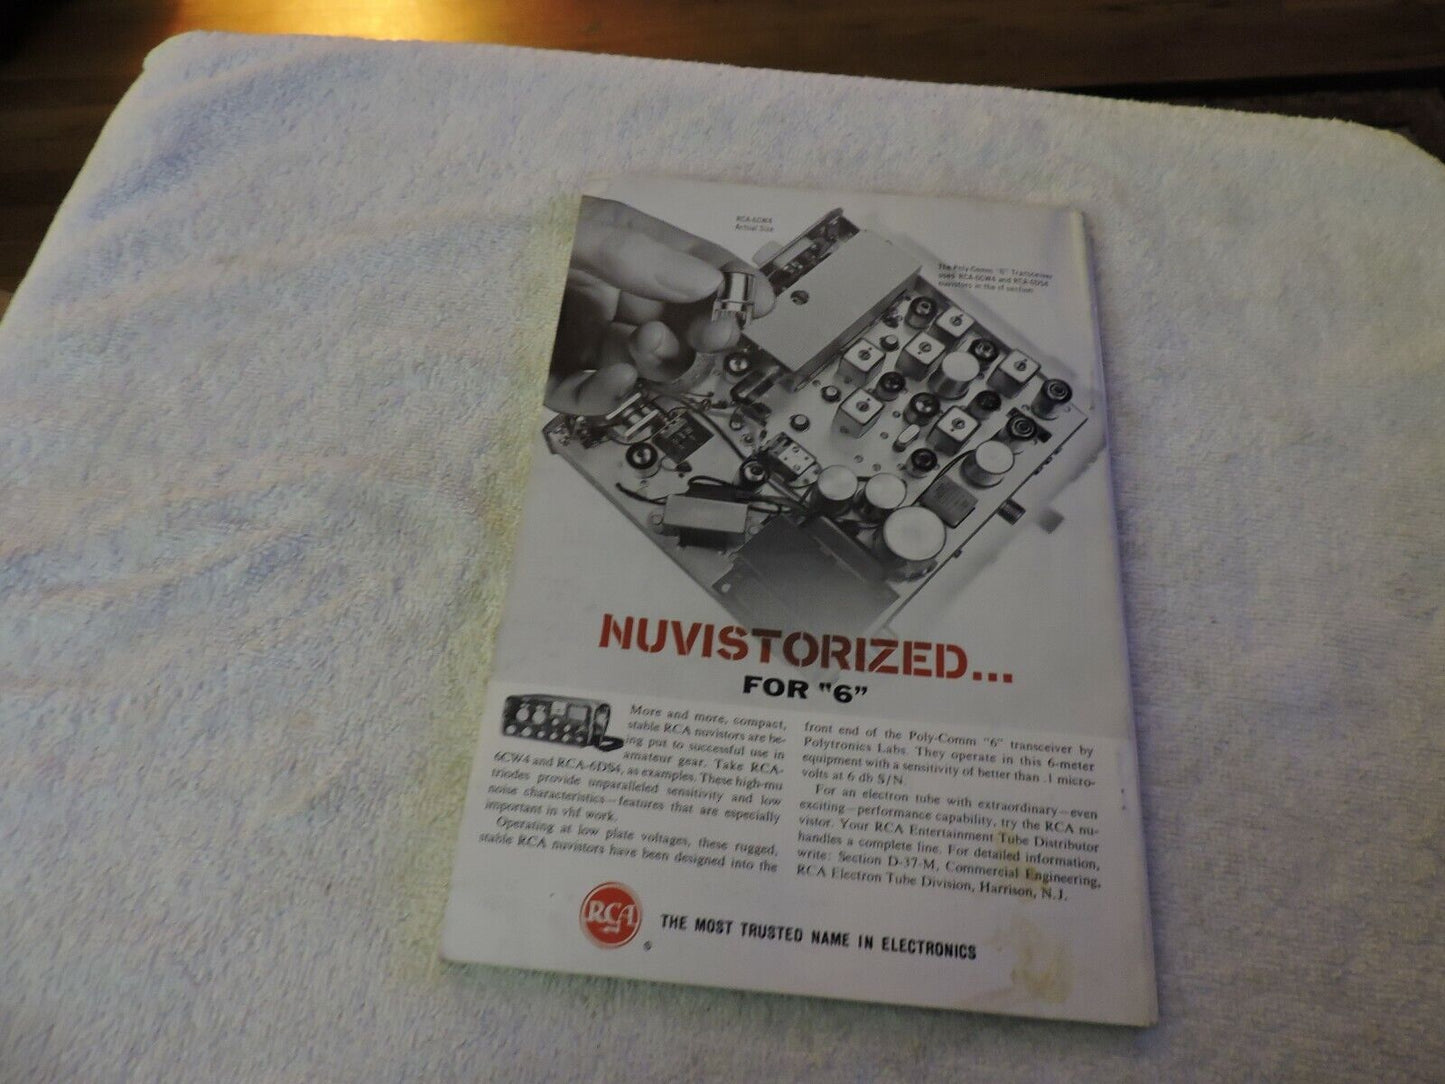 RCA-6CW4
Actual Size
The Poly-Comm "6" Transceiver
uses RCA-6CW4 and RCA-6DS4
nuvistors in the rf section
NUVISTORIZED...
FOR "6"
More and more, compact,
stable RCA nuvistors are be-
ing put to successful use in
amateur gear. Take RCA-
6CW4 and RCA-6DS4, as examples. These high-mu
triodes provide unparalleled sensitivity and low
noise characteristics—features that are especially
important in vhf work.
Operating at low plate voltages, these rugged,
stable RCA nuvistors have been designed into the
front end of the Poly-Comm "6" transceiver by
Polytronics Labs. They operate in this 6-meter
equipment with a sensitivity of better than .1 micro-
volts at 6 db S/N.
For an electron tube with extraordinary—even
exciting—performance capability, try the RCA nu-
vistor. Your RCA Entertainment Tube Distributor
handles a complete line. For detailed information,
write: Section D-37-M, Commercial Engineering,
RCA Electron Tube Division, Harrison, N.J.
RCA
®
THE MOST TRUSTED NAME IN ELECTRONICS